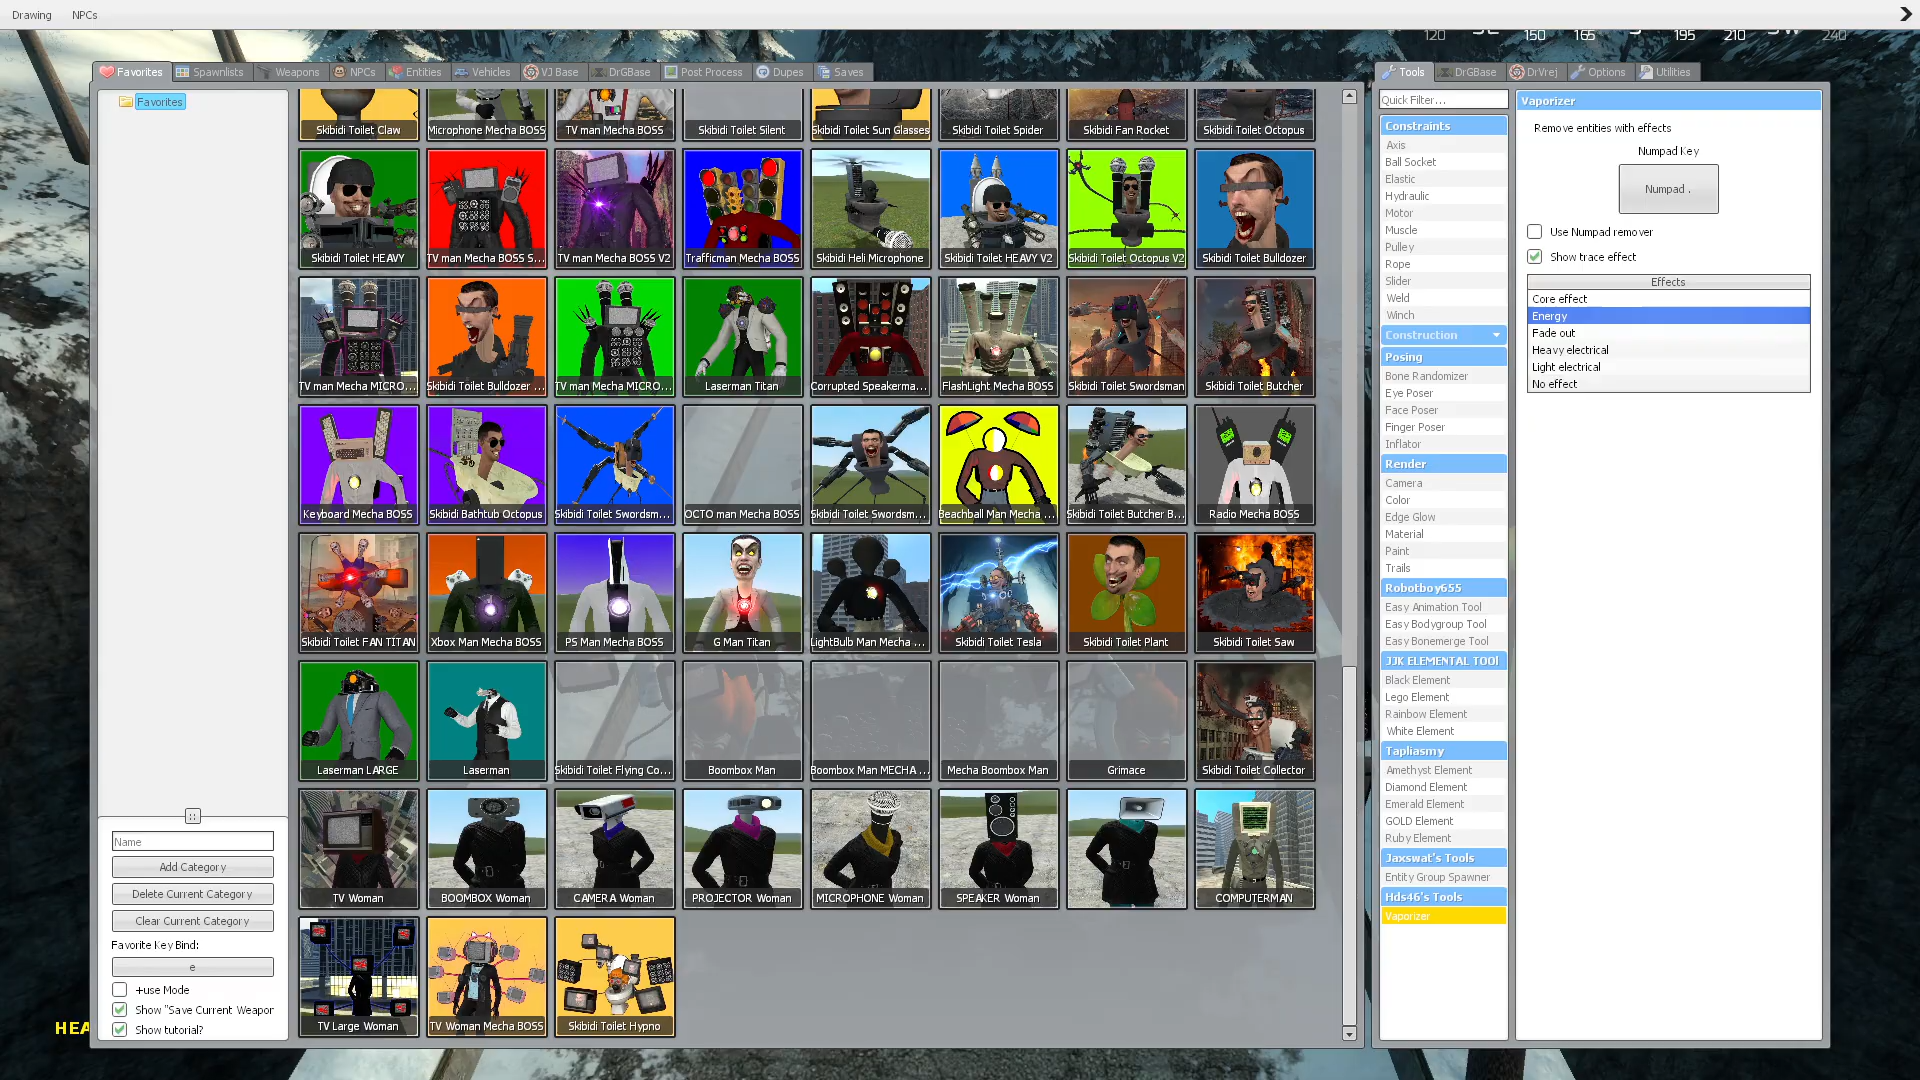 Drawing NPCs
120 150 165 195 210 240
Favorites Spawnlists Weapons NPCs Entities Vehicles VJ Base DrGBase Post Process Dupes Saves
Tools DrGBase DrVrej Options Utilities
Favorites
Skibidi Toilet Claw Microphone Mecha BOSS TV man Mecha BOSS Skibidi Toilet Silent Skibidi Toilet Sun Glasses Skibidi Toilet Spider Skibidi Fan Rocket Skibidi Toilet Octopus
Skibidi Toilet HEAVY TV man Mecha BOSS S... TV man Mecha BOSS V2 Trafficman Mecha BOSS Skibidi Heli Microphone Skibidi Toilet HEAVY V2 Skibidi Toilet Octopus V2 Skibidi Toilet Bulldozer
TV man Mecha MICRO... Skibidi Toilet Bulldozer ... TV man Mecha MICRO... Laserman Titan Corrupted Speakerma... FlashLight Mecha BOSS Skibidi Toilet Swordsman Skibidi Toilet Butcher
Keyboard Mecha BOSS Skibidi Bathtub Octopus Skibidi Toilet Swordsm... OCTO man Mecha BOSS Skibidi Toilet Swordsm... Beachball Man Mecha ... Skibidi Toilet Butcher B... Radio Mecha BOSS
Skibidi Toilet FAN TITAN Xbox Man Mecha BOSS PS Man Mecha BOSS G Man Titan LightBulb Man Mecha ... Skibidi Toilet Tesla Skibidi Toilet Plant Skibidi Toilet Saw
Laserman LARGE Laserman Skibidi Toilet Flying Co... Boombox Man Boombox Man MECHA ... Mecha Boombox Man Grimace Skibidi Toilet Collector
TV Woman BOOMBOX Woman CAMERA Woman PROJECTOR Woman MICROPHONE Woman SPEAKER Woman COMPUTERMAN
TV Large Woman TV Woman Mecha BOSS Skibidi Toilet Hypno
Name
Add Category
Delete Current Category
Clear Current Category
Favorite Key Bind:
e
+use Mode
Show "Save Current Weapor
Show tutorial?
HEA
Quick Filter...
Constraints
Axis
Ball Socket
Elastic
Hydraulic
Motor
Muscle
Pulley
Rope
Slider
Weld
Winch
Construction
Posing
Bone Randomizer
Eye Poser
Face Poser
Finger Poser
Inflator
Render
Camera
Color
Edge Glow
Material
Paint
Trails
Robotboy655
Easy Animation Tool
Easy Bodygroup Tool
Easy Bonemerge Tool
JJK ELEMENTAL TOOl
Black Element
Lego Element
Rainbow Element
White Element
Tapliasmy
Amethyst Element
Diamond Element
Emerald Element
GOLD Element
Ruby Element
Jaxswat's Tools
Entity Group Spawner
Hds46's Tools
Vaporizer
Vaporizer
Remove entities with effects
Numpad Key
Numpad .
Use Numpad remover
Show trace effect
Effects
Core effect
Energy
Fade out
Heavy electrical
Light electrical
No effect